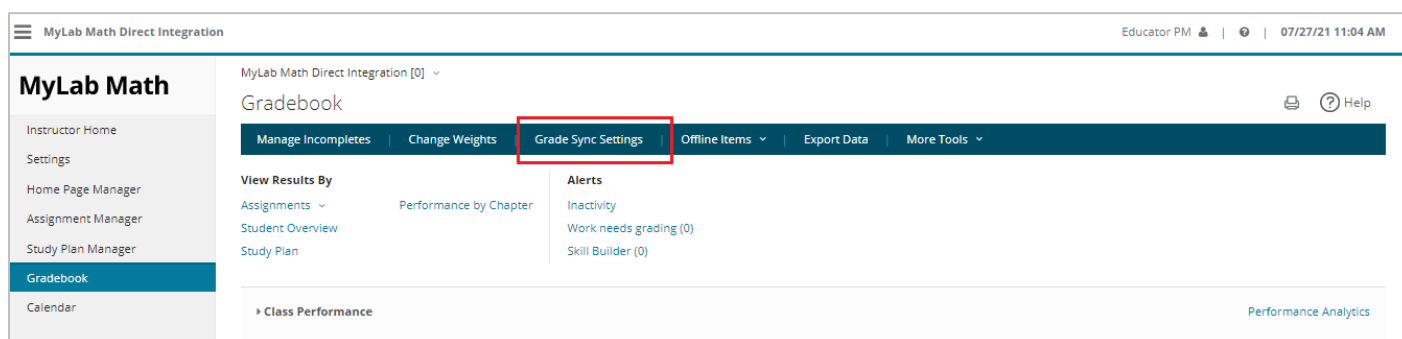 MyLab Math Direct Integration
Educator PM | ? | 07/27/21 11:04 AM
MyLab Math
Instructor Home
Settings
Home Page Manager
Assignment Manager
Study Plan Manager
Gradebook
Calendar
MyLab Math Direct Integration [0]
Gradebook
? Help
Manage Incompletes | Change Weights | Grade Sync Settings | Offline Items | Export Data | More Tools
View Results By
Assignments
Performance by Chapter
Student Overview
Study Plan
Alerts
Inactivity
Work needs grading (0)
Skill Builder (0)
Class Performance
Performance Analytics